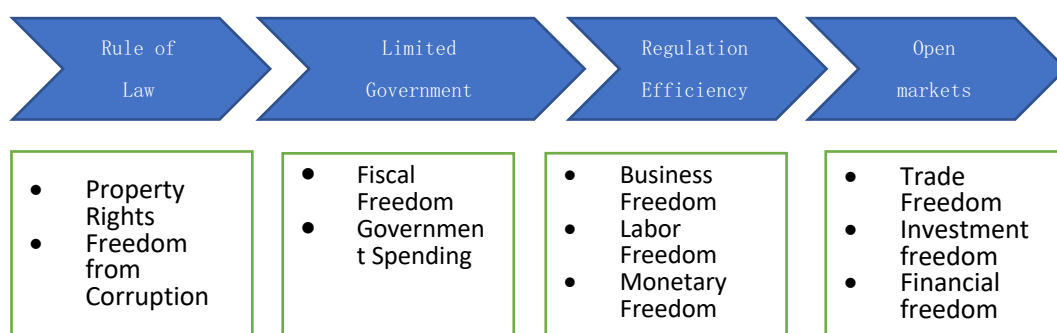 Rule of
Law
Limited
Government
Regulation
Efficiency
Open
markets
• Property
Rights
• Freedom
from
Corruption
• Fiscal
Freedom
• Governmen
t Spending
• Business
Freedom
• Labor
Freedom
• Monetary
Freedom
• Trade
Freedom
• Investment
freedom
• Financial
freedom